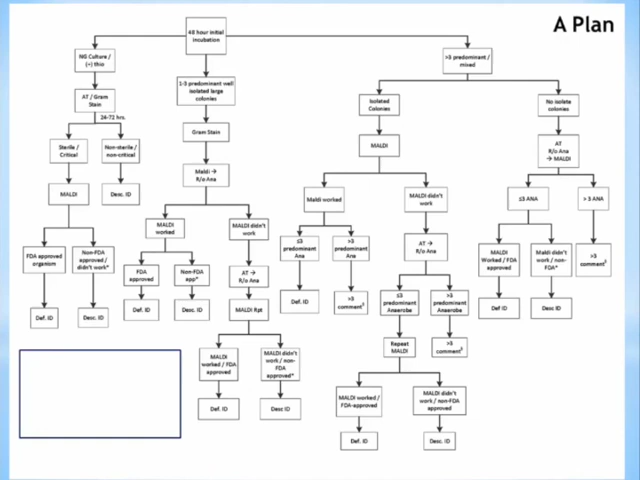 A Plan
48 hour initial
incubation
NG Culture /
(+) thio
AT / Gram
Stain
24-72 hrs.
Sterile /
Critical
Non-sterile /
non-critical
MALDI
Desc. ID
FDA approved
organism
Non-FDA
approved /
didn't work*
Def. ID
Desc. ID
1-3 predominant well
isolated large
colonies
Gram Stain
Maldi →
R/o Ana
MALDI
worked
MALDI didn't
work
FDA
approved
Non-FDA
app*
AT →
R/o Ana
Def. ID
Desc. ID
MALDI Rpt
MALDI
worked / FDA
approved
MALDI didn't
work / non-
FDA
approved*
Def. ID
Desc ID
>3 predominant /
mixed
Isolated
Colonies
MALDI
Maldi worked
MALDI didn't
work
≤3
predominant
Ana
>3
predominant
Ana
AT →
R/o Ana
Def. ID
>3
comment
≤3
predominant
Anaerobe
>3
predominant
Anaerobe
Repeat
MALDI
>3
comment
MALDI worked /
FDA-approved
MALDI didn't
work / non-FDA
approved
Def. ID
Desc. ID
No isolate
colonies
AT
R/o Ana
→ MALDI
≤3 ANA
> 3 ANA
MALDI
Worked / FDA
approved
Maldi didn't
work / non-
FDA*
>3
comment
Def ID
Desc ID